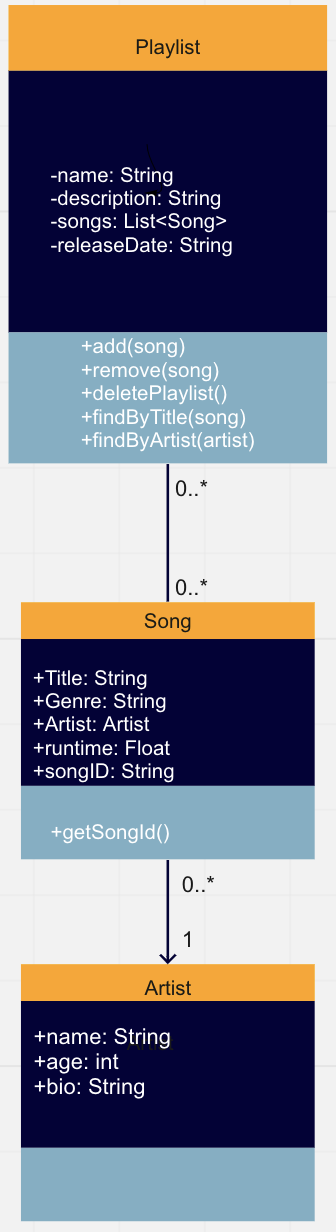 Playlist
-name: String
-description: String
-songs: List<Song>
-releaseDate: String
+add(song)
+remove(song)
+deletePlaylist()
+findByTitle(song)
+findByArtist(artist)
0..*
0..*
Song
+Title: String
+Genre: String
+Artist: Artist
+runtime: Float
+songID: String
+getSongId()
0..*
1
Artist
+name: String
+age: int
+bio: String